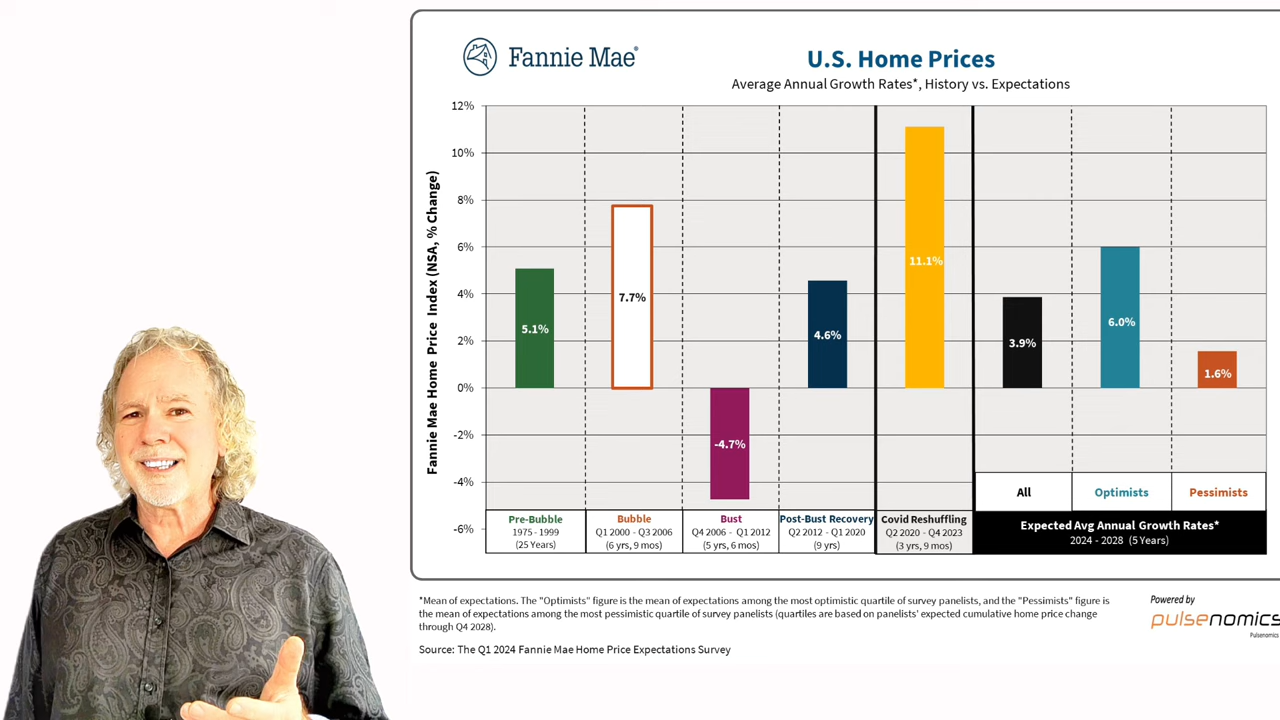 Fannie Mae®
U.S. Home Prices
Average Annual Growth Rates*, History vs. Expectations
Fannie Mae Home Price Index (NSA, % Change)
12%
10%
8%
6%
4%
2%
0%
-2%
-4%
-6%
5.1%
7.7%
-4.7%
4.6%
11.1%
3.9%
6.0%
1.6%
All
Optimists
Pessimists
Pre-Bubble
1975 - 1999
(25 Years)
Bubble
Q1 2000 - Q3 2006
(6 yrs, 9 mos)
Bust
Q4 2006 - Q1 2012
(5 yrs, 6 mos)
Post-Bust Recovery
Q2 2012 - Q1 2020
(9 yrs)
Covid Reshuffling
Q2 2020 - Q4 2023
(3 yrs, 9 mos)
Expected Avg Annual Growth Rates*
2024 - 2028 (5 Years)
*Mean of expectations. The "Optimists" figure is the mean of expectations among the most optimistic quartile of survey panelists, and the "Pessimists" figure is
the mean of expectations among the most pessimistic quartile of survey panelists (quartiles are based on panelists' expected cumulative home price change
through Q4 2028).
Source: The Q1 2024 Fannie Mae Home Price Expectations Survey
Powered by
pulsenomics
Pulsenomics